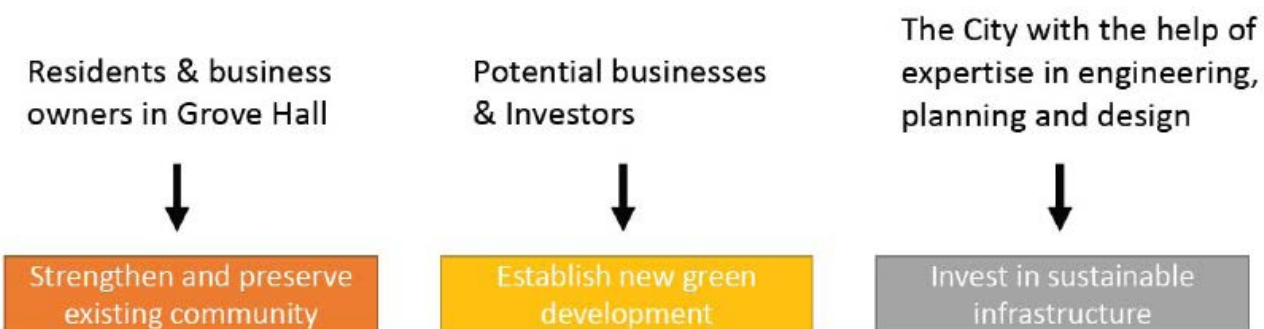 Residents & business
owners in Grove Hall
Potential businesses
& Investors
The City with the help of
expertise in engineering,
planning and design
Strengthen and preserve
existing community
Establish new green
development
Invest in sustainable
infrastructure